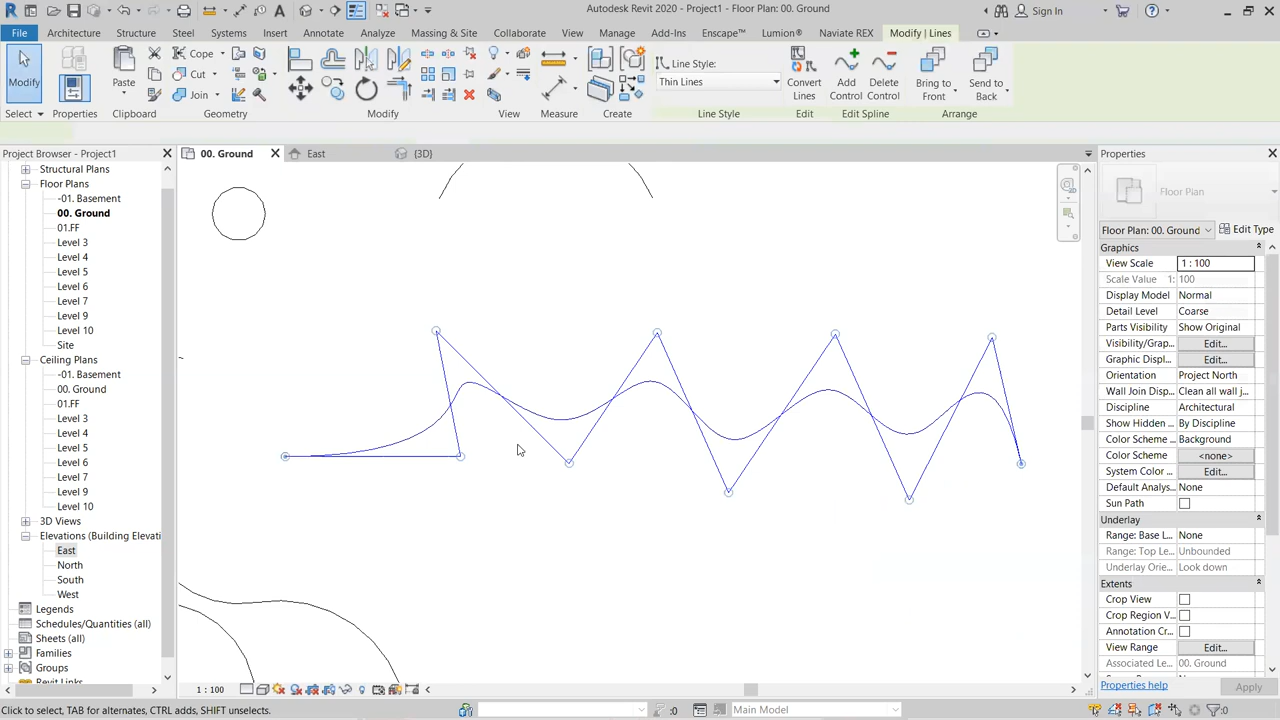 Autodesk Revit 2020 - Project1 - Floor Plan: 00. Ground
Sign In
File Architecture Structure Steel Systems Insert Annotate Analyze Massing & Site Collaborate View Manage Add-Ins Enscape™ Lumion® Naviate REX Modify | Lines
Modify
Paste
Cope
Cut
Join
Line Style:
Thin Lines
Convert Lines
Add Control
Delete Control
Bring to Front
Send to Back
Select Properties Clipboard Geometry Modify View Measure Create Line Style Edit Edit Spline Arrange
Project Browser - Project1
00. Ground
East
(3D)
Properties
Structural Plans
Floor Plans
-01. Basement
00. Ground
01.FF
Level 3
Level 4
Level 5
Level 6
Level 7
Level 9
Level 10
Site
Ceiling Plans
-01. Basement
00. Ground
01.FF
Level 3
Level 4
Level 5
Level 6
Level 7
Level 9
Level 10
3D Views
Elevations (Building Elevati
East
North
South
West
Legends
Schedules/Quantities (all)
Sheets (all)
Families
Groups
Revit Links
Floor Plan
Floor Plan: 00. Ground Edit Type
Graphics
View Scale 1 : 100
Scale Value 1: 100
Display Model Normal
Detail Level Coarse
Parts Visibility Show Original
Visibility/Grap... Edit...
Graphic Displ... Edit...
Orientation Project North
Wall Join Disp... Clean all wall j...
Discipline Architectural
Show Hidden ... By Discipline
Color Scheme ... Background
Color Scheme <none>
System Color ... Edit...
Default Analys... None
Sun Path
Underlay
Range: Base L... None
Range: Top Le... Unbounded
Underlay Orie... Look down
Extents
Crop View
Crop Region V...
Annotation Cr...
View Range Edit...
Associated Le... 00. Ground
Properties help
Apply
1 : 100
Click to select, TAB for alternates, CTRL adds, SHIFT unselects.
:0
Main Model
:0